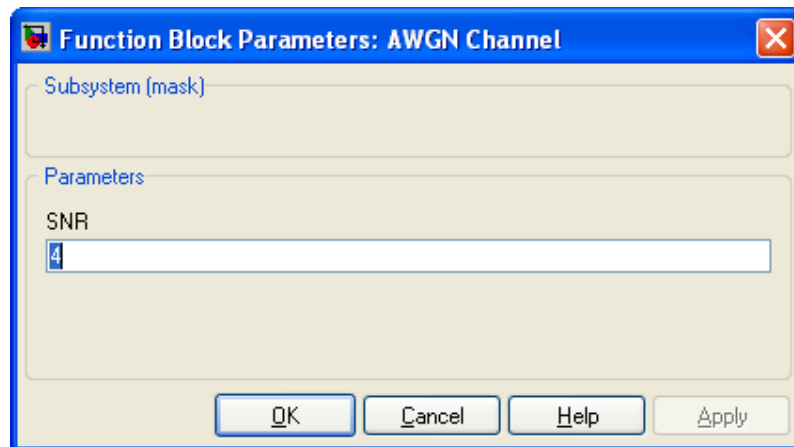 Function Block Parameters: AWGN Channel
Subsystem (mask)
Parameters
SNR
4
OK Cancel Help Apply